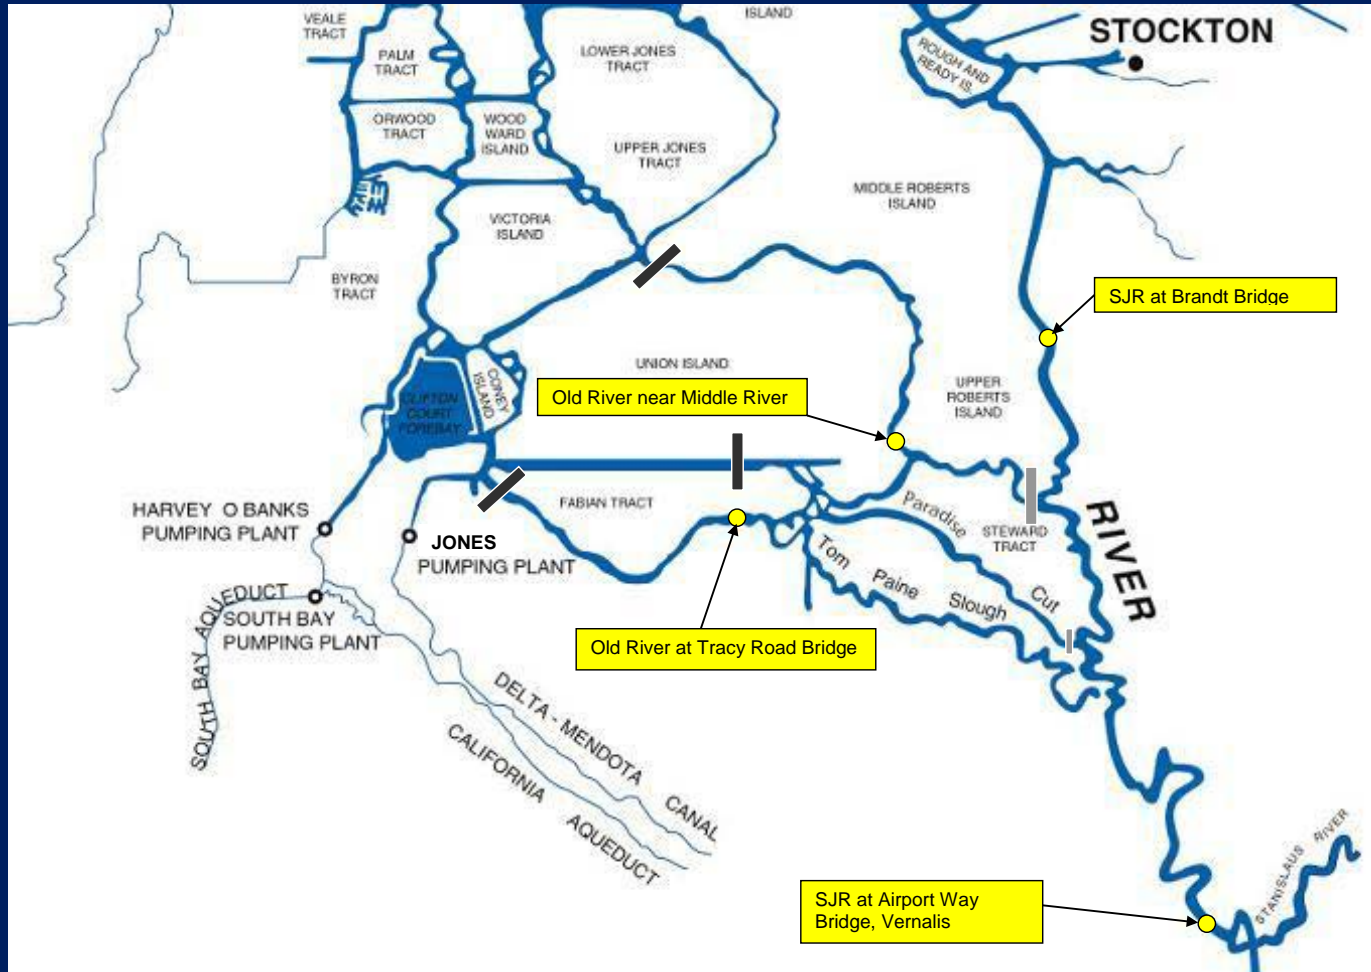 VEALE
TRACT
ISLAND
STOCKTON
PALM
TRACT
LOWER JONES
TRACT
ROUGH AND
READY IS.
ORWOOD
TRACT
WOOD
WARD
ISLAND
UPPER JONES
TRACT
MIDDLE ROBERTS
ISLAND
VICTORIA
ISLAND
BYRON
TRACT
SJR at Brandt Bridge
UNION ISLAND
CONEY
ISLAND
CLIFTON
COURT
FOREBAY
Old River near Middle River
UPPER
ROBERTS
ISLAND
HARVEY O BANKS
PUMPING PLANT
FABIAN TRACT
Paradise Cut
STEWARD
TRACT
RIVER
JONES
PUMPING PLANT
Tom Paine Slough
SOUTH BAY AQUEDUCT
SOUTH BAY
PUMPING PLANT
Old River at Tracy Road Bridge
DELTA - MENDOTA CANAL
CALIFORNIA AQUEDUCT
SJR at Airport Way
Bridge, Vernalis
STANISLAUS RIVER